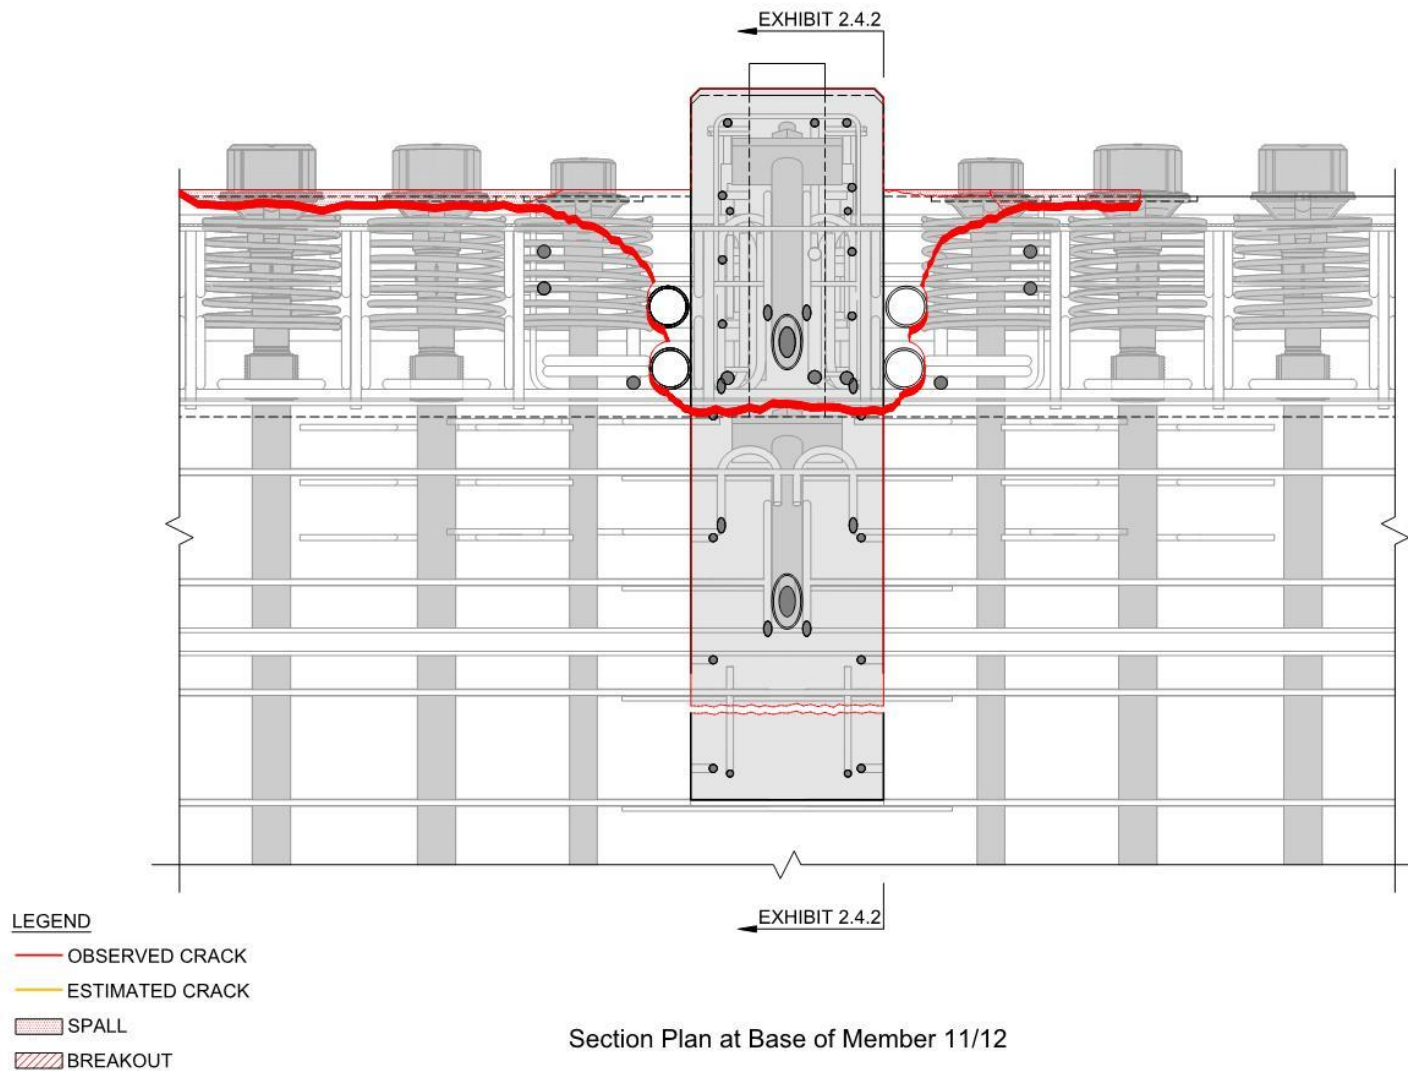 EXHIBIT 2.4.2
EXHIBIT 2.4.2
LEGEND
OBSERVED CRACK
ESTIMATED CRACK
SPALL
BREAKOUT
Section Plan at Base of Member 11/12